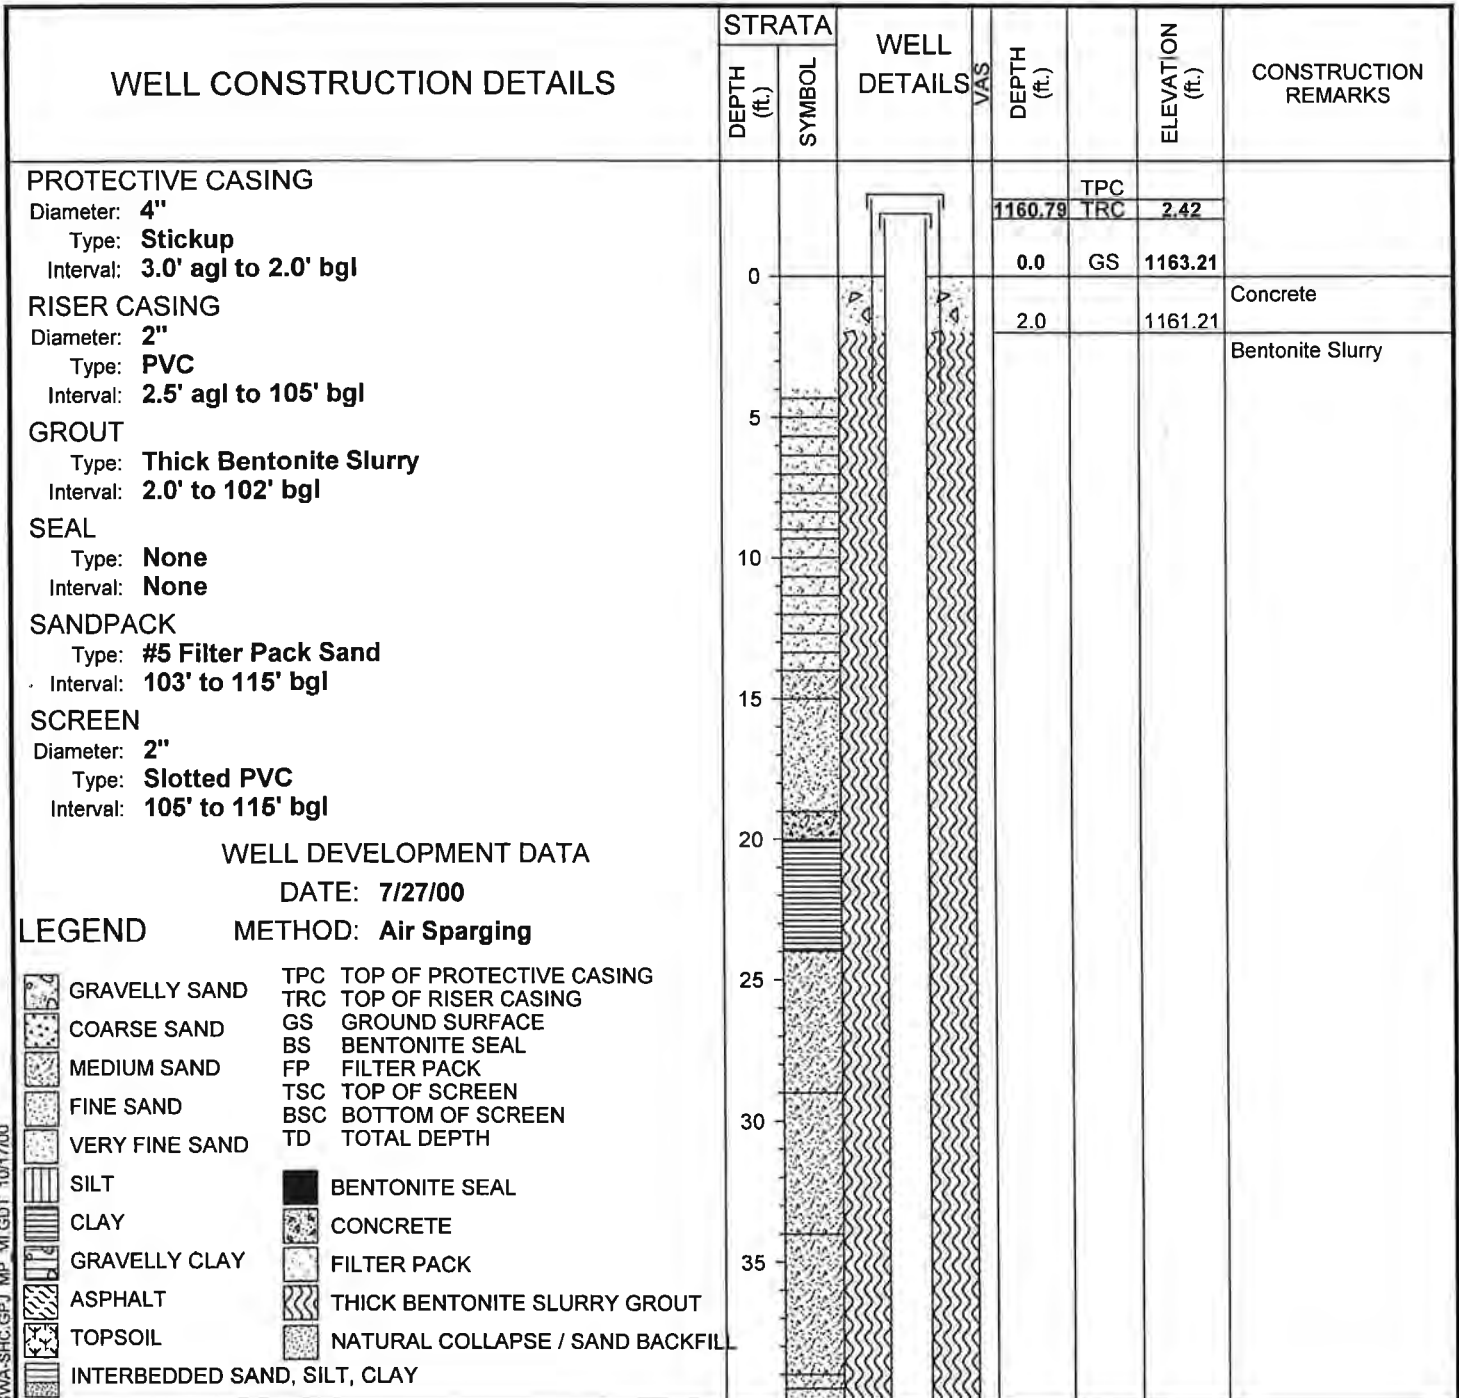 WELL CONSTRUCTION DETAILS
STRATA
DEPTH (ft.)
SYMBOL
WELL DETAILS
VAS
DEPTH (ft.)
ELEVATION (ft.)
CONSTRUCTION REMARKS
PROTECTIVE CASING
Diameter: 4"
Type: Stickup
Interval: 3.0' agl to 2.0' bgl
RISER CASING
Diameter: 2"
Type: PVC
Interval: 2.5' agl to 105' bgl
GROUT
Type: Thick Bentonite Slurry
Interval: 2.0' to 102' bgl
SEAL
Type: None
Interval: None
SANDPACK
Type: #5 Filter Pack Sand
Interval: 103' to 115' bgl
SCREEN
Diameter: 2"
Type: Slotted PVC
Interval: 105' to 115' bgl
WELL DEVELOPMENT DATA
DATE: 7/27/00
METHOD: Air Sparging
LEGEND
GRAVELLY SAND
COARSE SAND
MEDIUM SAND
FINE SAND
VERY FINE SAND
SILT
CLAY
GRAVELLY CLAY
ASPHALT
TOPSOIL
INTERBEDDED SAND, SILT, CLAY
TPC TOP OF PROTECTIVE CASING
TRC TOP OF RISER CASING
GS GROUND SURFACE
BS BENTONITE SEAL
FP FILTER PACK
TSC TOP OF SCREEN
BSC BOTTOM OF SCREEN
TD TOTAL DEPTH
BENTONITE SEAL
CONCRETE
FILTER PACK
THICK BENTONITE SLURRY GROUT
NATURAL COLLAPSE / SAND BACKFILL
0
5
10
15
20
25
30
35
TPC
1160.79 TRC 2.42
0.0 GS 1163.21
Concrete
2.0 1161.21
Bentonite Slurry
WA-SHC.GPJ MP_MI.GDT 10/17/00